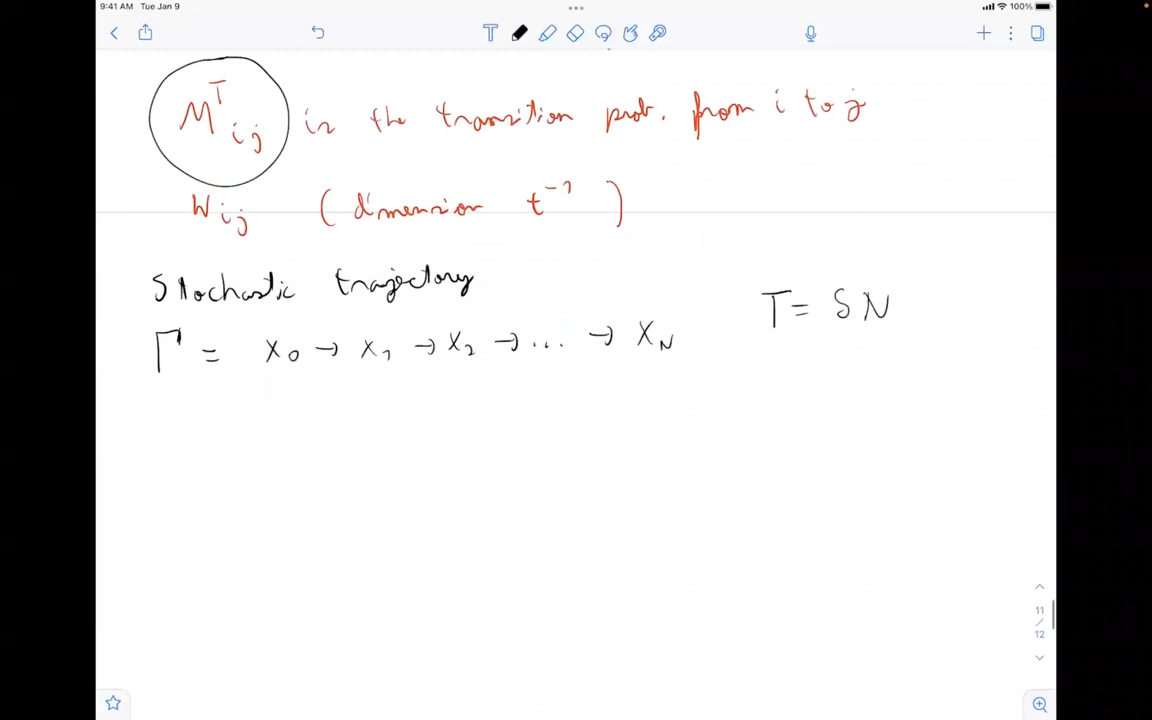 9:41 AM Tue Jan 9
100%
T
M^T_ij is the transition prob. from i to j
W_ij ( dimension t^-1 )
Stochastic trajectory
T = δ N
Γ = x_0 → x_1 → x_2 → ... → x_N
11
/
12